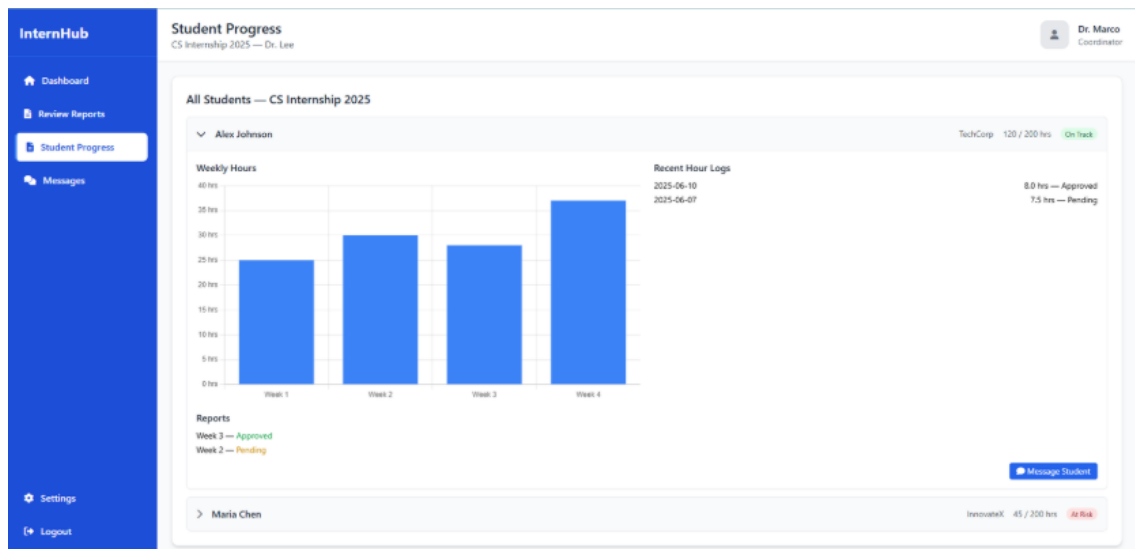 InternHub
Dashboard
Review Reports
Student Progress
Messages
Settings
Logout
Student Progress
CS Internship 2025 — Dr. Lee
Dr. Marco
Coordinator
All Students — CS Internship 2025
Alex Johnson
TechCorp 120 / 200 hrs On Track
Weekly Hours
40 hrs
35 hrs
30 hrs
25 hrs
20 hrs
15 hrs
10 hrs
5 hrs
0 hrs
Week 1 Week 2 Week 3 Week 4
Recent Hour Logs
2025-06-10 8.0 hrs — Approved
2025-06-07 7.5 hrs — Pending
Reports
Week 3 — Approved
Week 2 — Pending
Message Student
Maria Chen
InnovateX 45 / 200 hrs At Risk